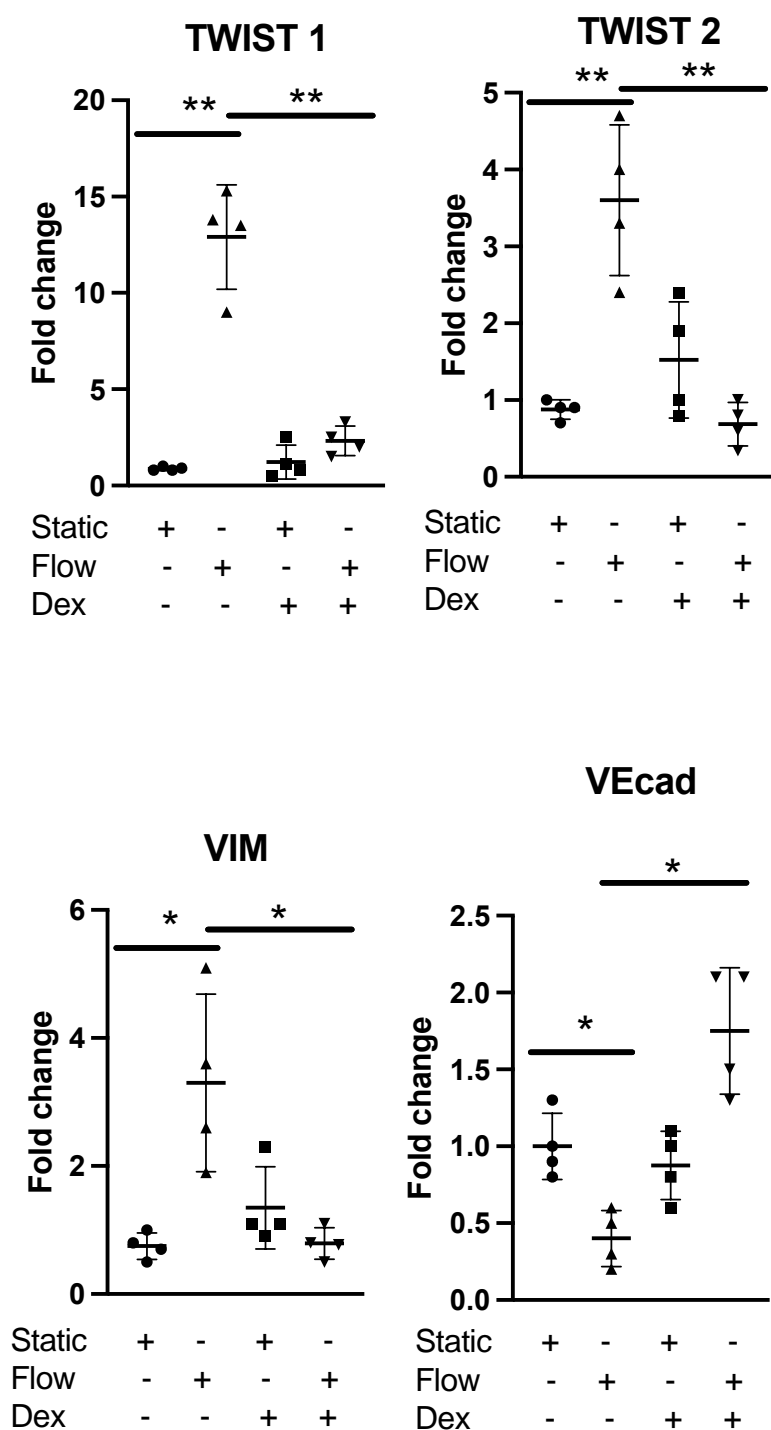 TWIST 1
**
**
Fold change
20
15
10
5
0
Static + - + -
Flow - + - +
Dex - - + +
TWIST 2
**
**
Fold change
5
4
3
2
1
0
Static + - + -
Flow - + - +
Dex - - + +
VIM
*
*
Fold change
6
4
2
0
Static + - + -
Flow - + - +
Dex - - + +
VEcad
*
*
Fold change
2.5
2.0
1.5
1.0
0.5
0.0
Static + - + -
Flow - + - +
Dex - - + +